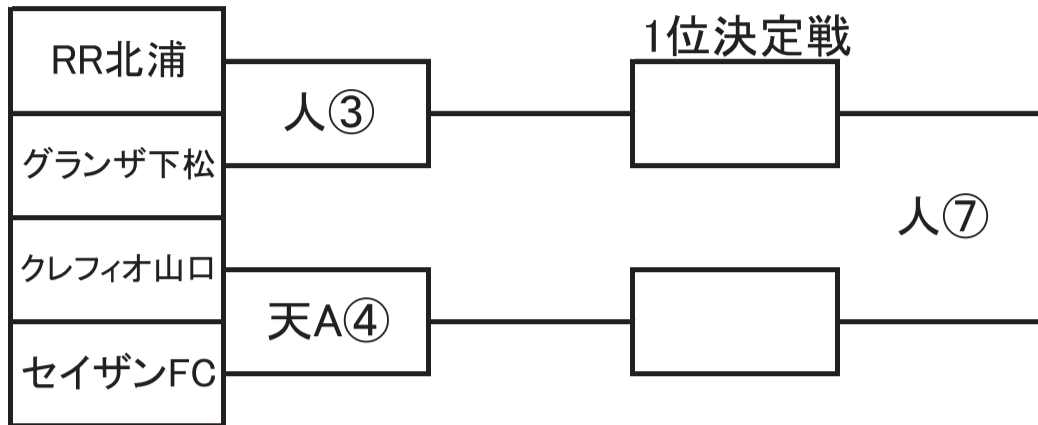 1位決定戦
RR北浦
人③
グランザ下松
人⑦
クレフィオ山口
天A④
セイザンFC